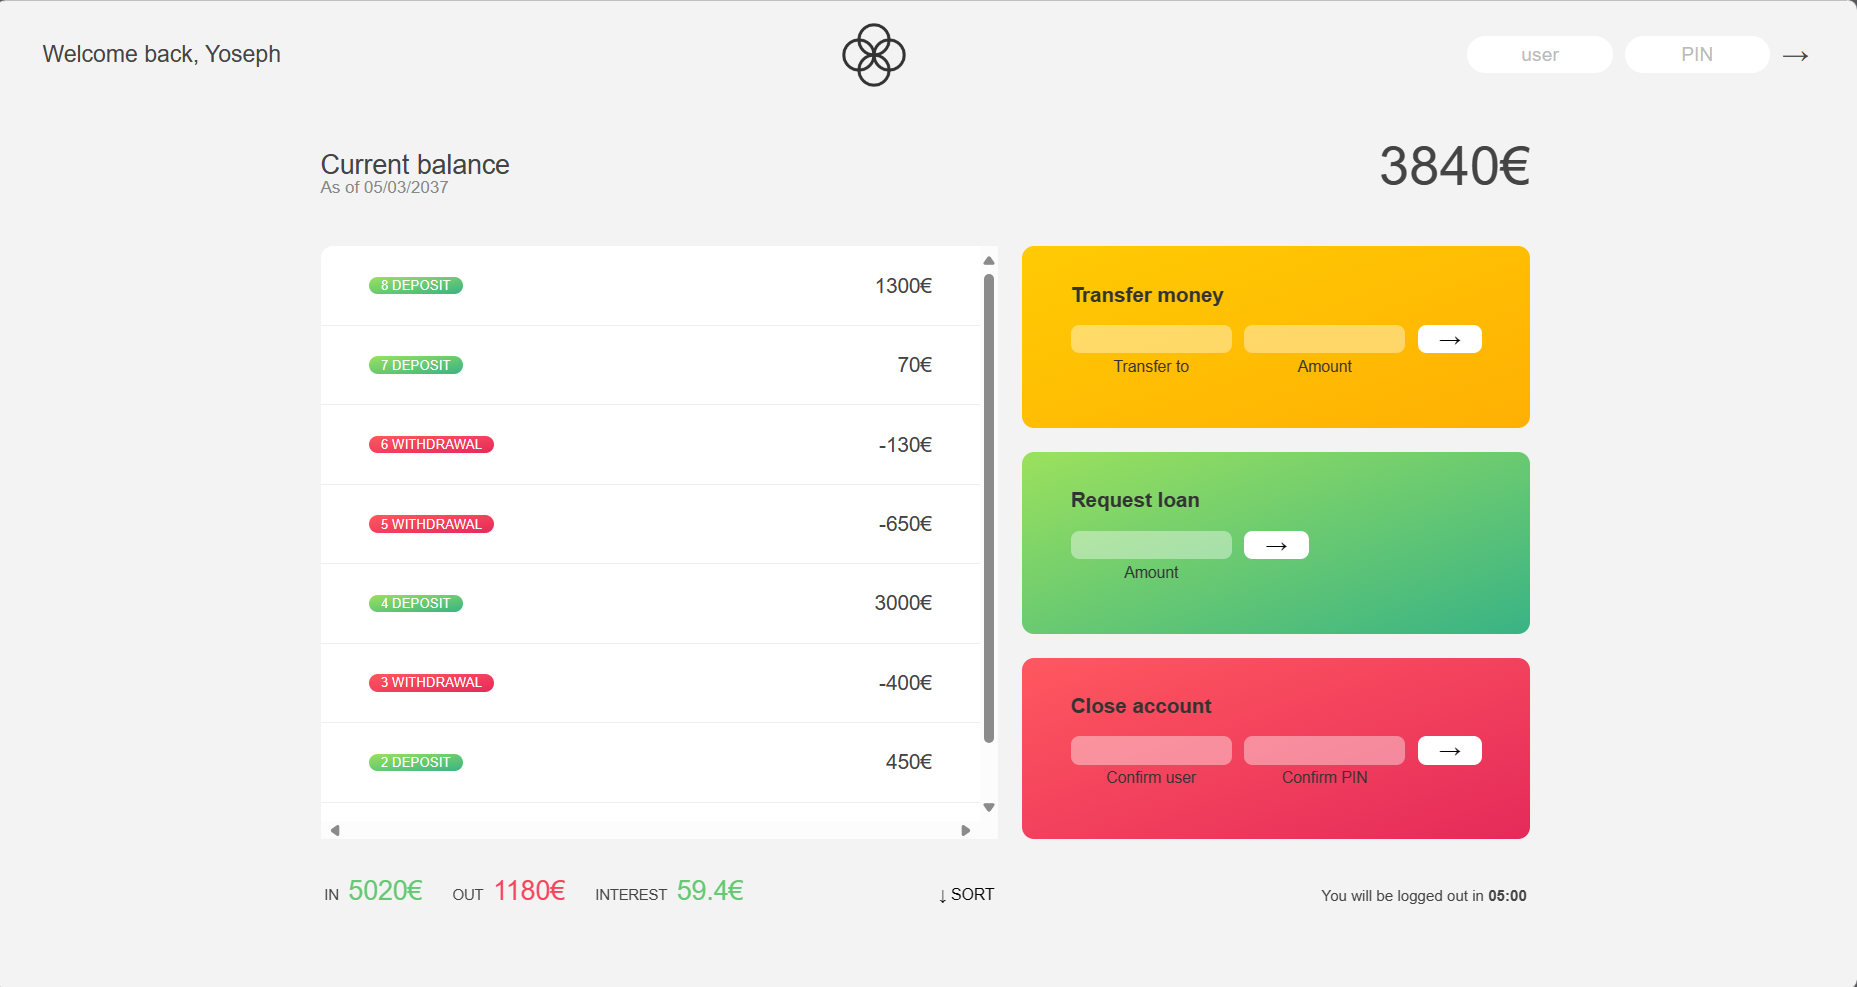 Welcome back, Yoseph
user
PIN
→
Current balance
As of 05/03/2037
3840€
8 DEPOSIT
1300€
7 DEPOSIT
70€
6 WITHDRAWAL
-130€
5 WITHDRAWAL
-650€
4 DEPOSIT
3000€
3 WITHDRAWAL
-400€
2 DEPOSIT
450€
Transfer money
→
Transfer to
Amount
Request loan
→
Amount
Close account
→
Confirm user
Confirm PIN
IN 5020€ OUT 1180€ INTEREST 59.4€
↓ SORT
You will be logged out in 05:00